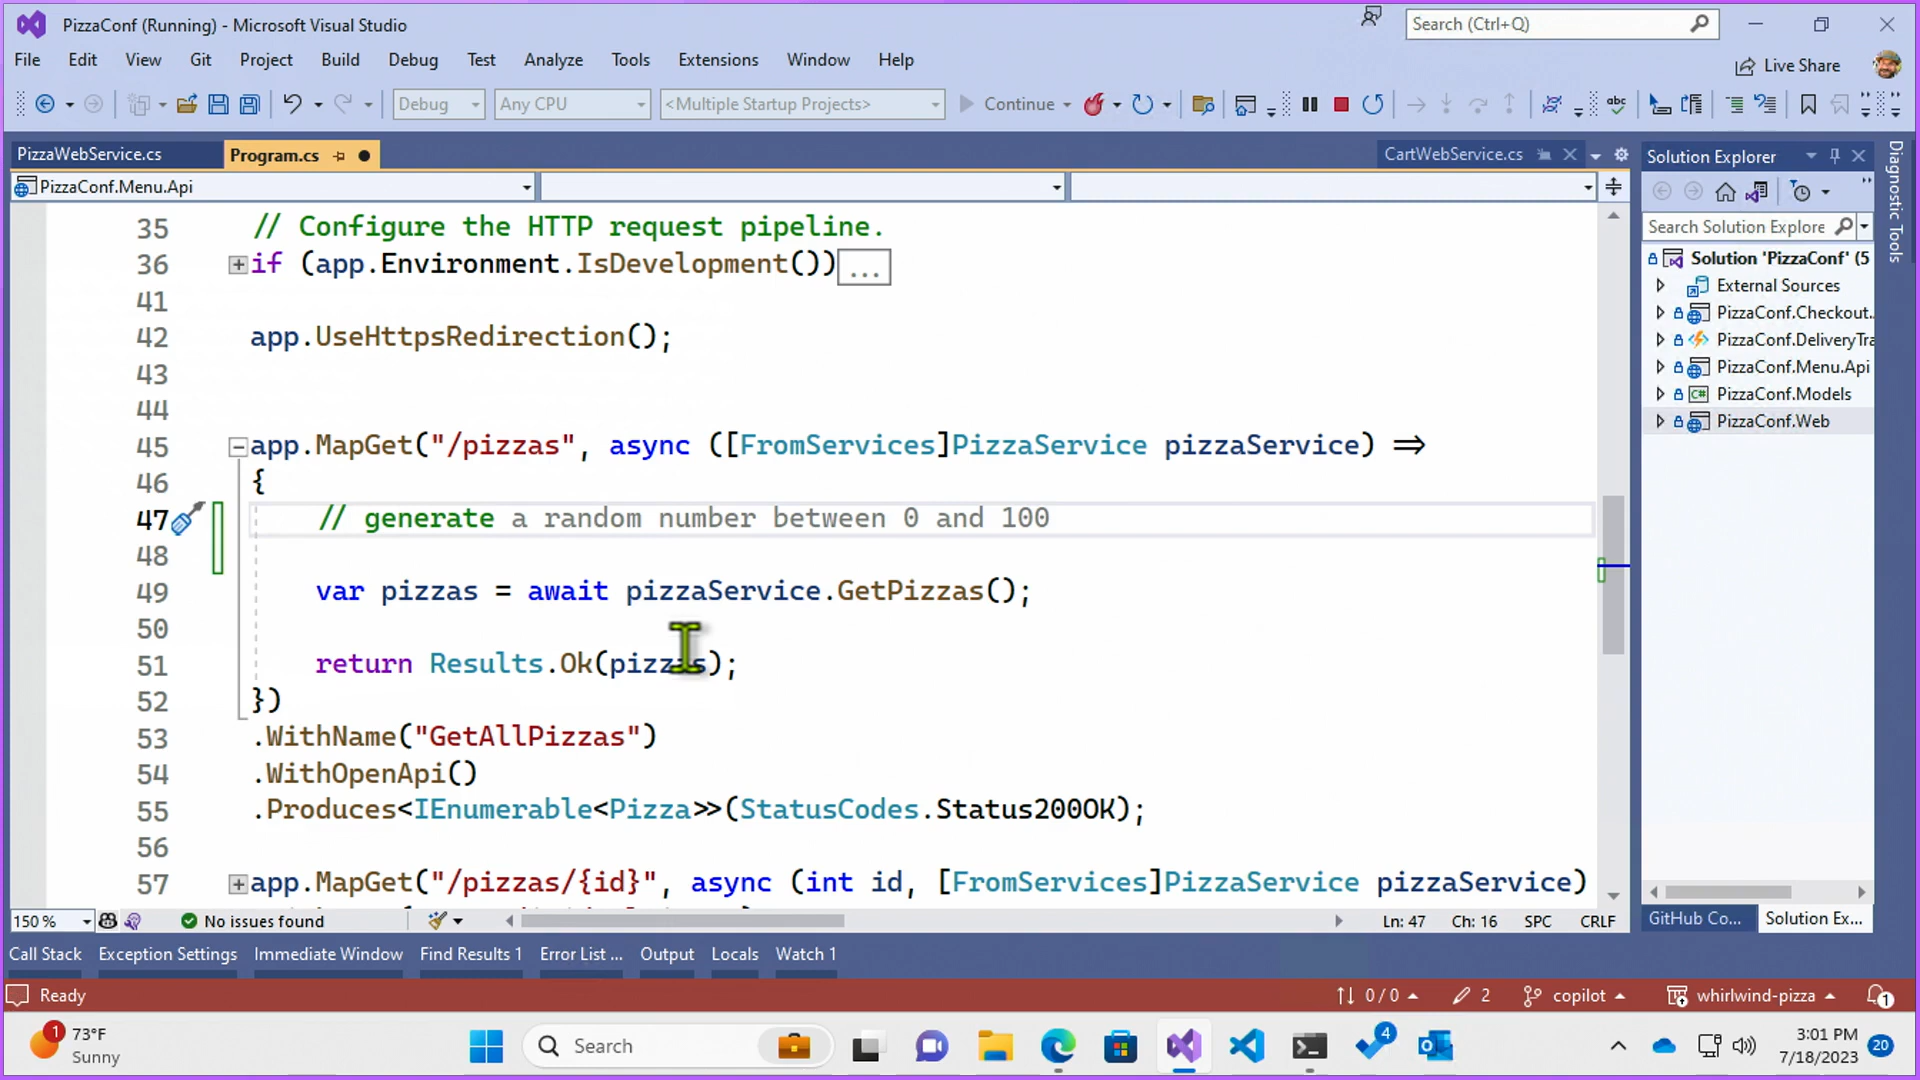 PizzaConf (Running) - Microsoft Visual Studio
Search (Ctrl+Q)
File Edit View Git Project Build Debug Test Analyze Tools Extensions Window Help
Live Share
Debug Any CPU <Multiple Startup Projects> Continue
PizzaWebService.cs Program.cs CartWebService.cs
PizzaConf.Menu.Api
35 // Configure the HTTP request pipeline.
36 if (app.Environment.IsDevelopment())...
41
42 app.UseHttpsRedirection();
43
44
45 app.MapGet("/pizzas", async ([FromServices]PizzaService pizzaService) =>
46 {
47 // generate a random number between 0 and 100
48
49 var pizzas = await pizzaService.GetPizzas();
50
51 return Results.Ok(pizzas);
52 })
53 .WithName("GetAllPizzas")
54 .WithOpenApi()
55 .Produces<IEnumerable<Pizza>>(StatusCodes.Status200OK);
56
57 app.MapGet("/pizzas/{id}", async (int id, [FromServices]PizzaService pizzaService)
150 % No issues found Ln: 47 Ch: 16 SPC CRLF
Solution Explorer
Search Solution Explore
Solution 'PizzaConf' (5
External Sources
PizzaConf.Checkout.
PizzaConf.DeliveryTra
PizzaConf.Menu.Api
PizzaConf.Models
PizzaConf.Web
GitHub Co... Solution Ex...
Diagnostic Tools
Call Stack Exception Settings Immediate Window Find Results 1 Error List ... Output Locals Watch 1
Ready 0 / 0 2 copilot whirlwind-pizza 1
1 73°F
Sunny
Search
4
3:01 PM
7/18/2023
20